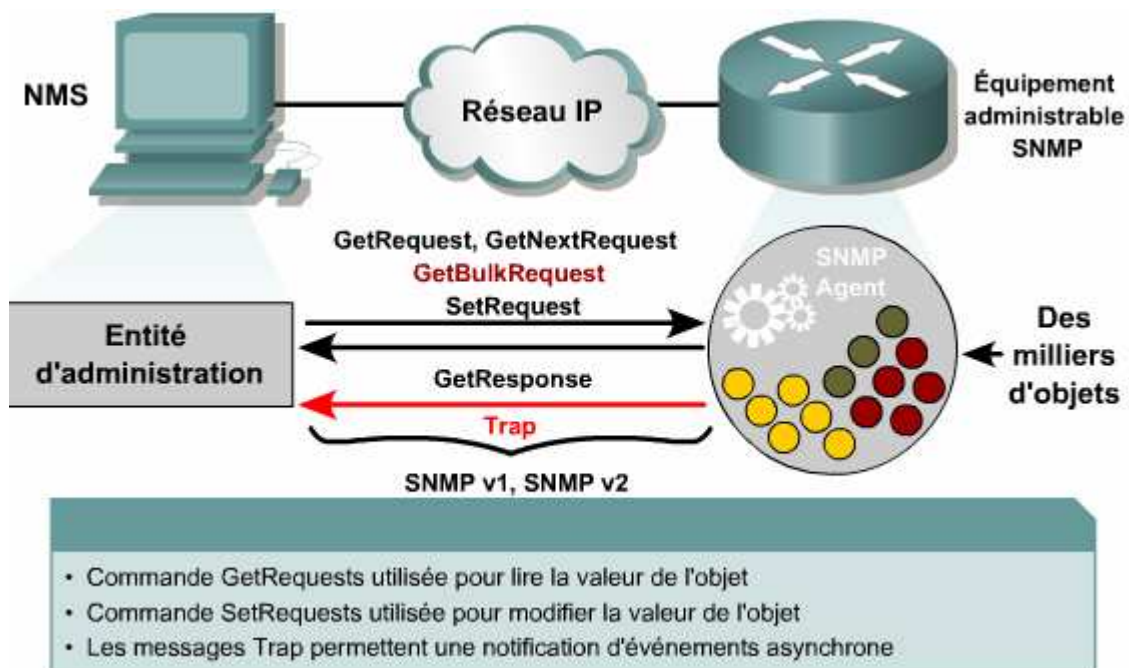 NMS
Réseau IP
Équipement
administrable
SNMP
GetRequest, GetNextRequest
GetBulkRequest
SetRequest
SNMP
Agent
Entité
d'administration
Des
milliers
d'objets
GetResponse
Trap
SNMP v1, SNMP v2
• Commande GetRequests utilisée pour lire la valeur de l'objet
• Commande SetRequests utilisée pour modifier la valeur de l'objet
• Les messages Trap permettent une notification d'événements asynchrone